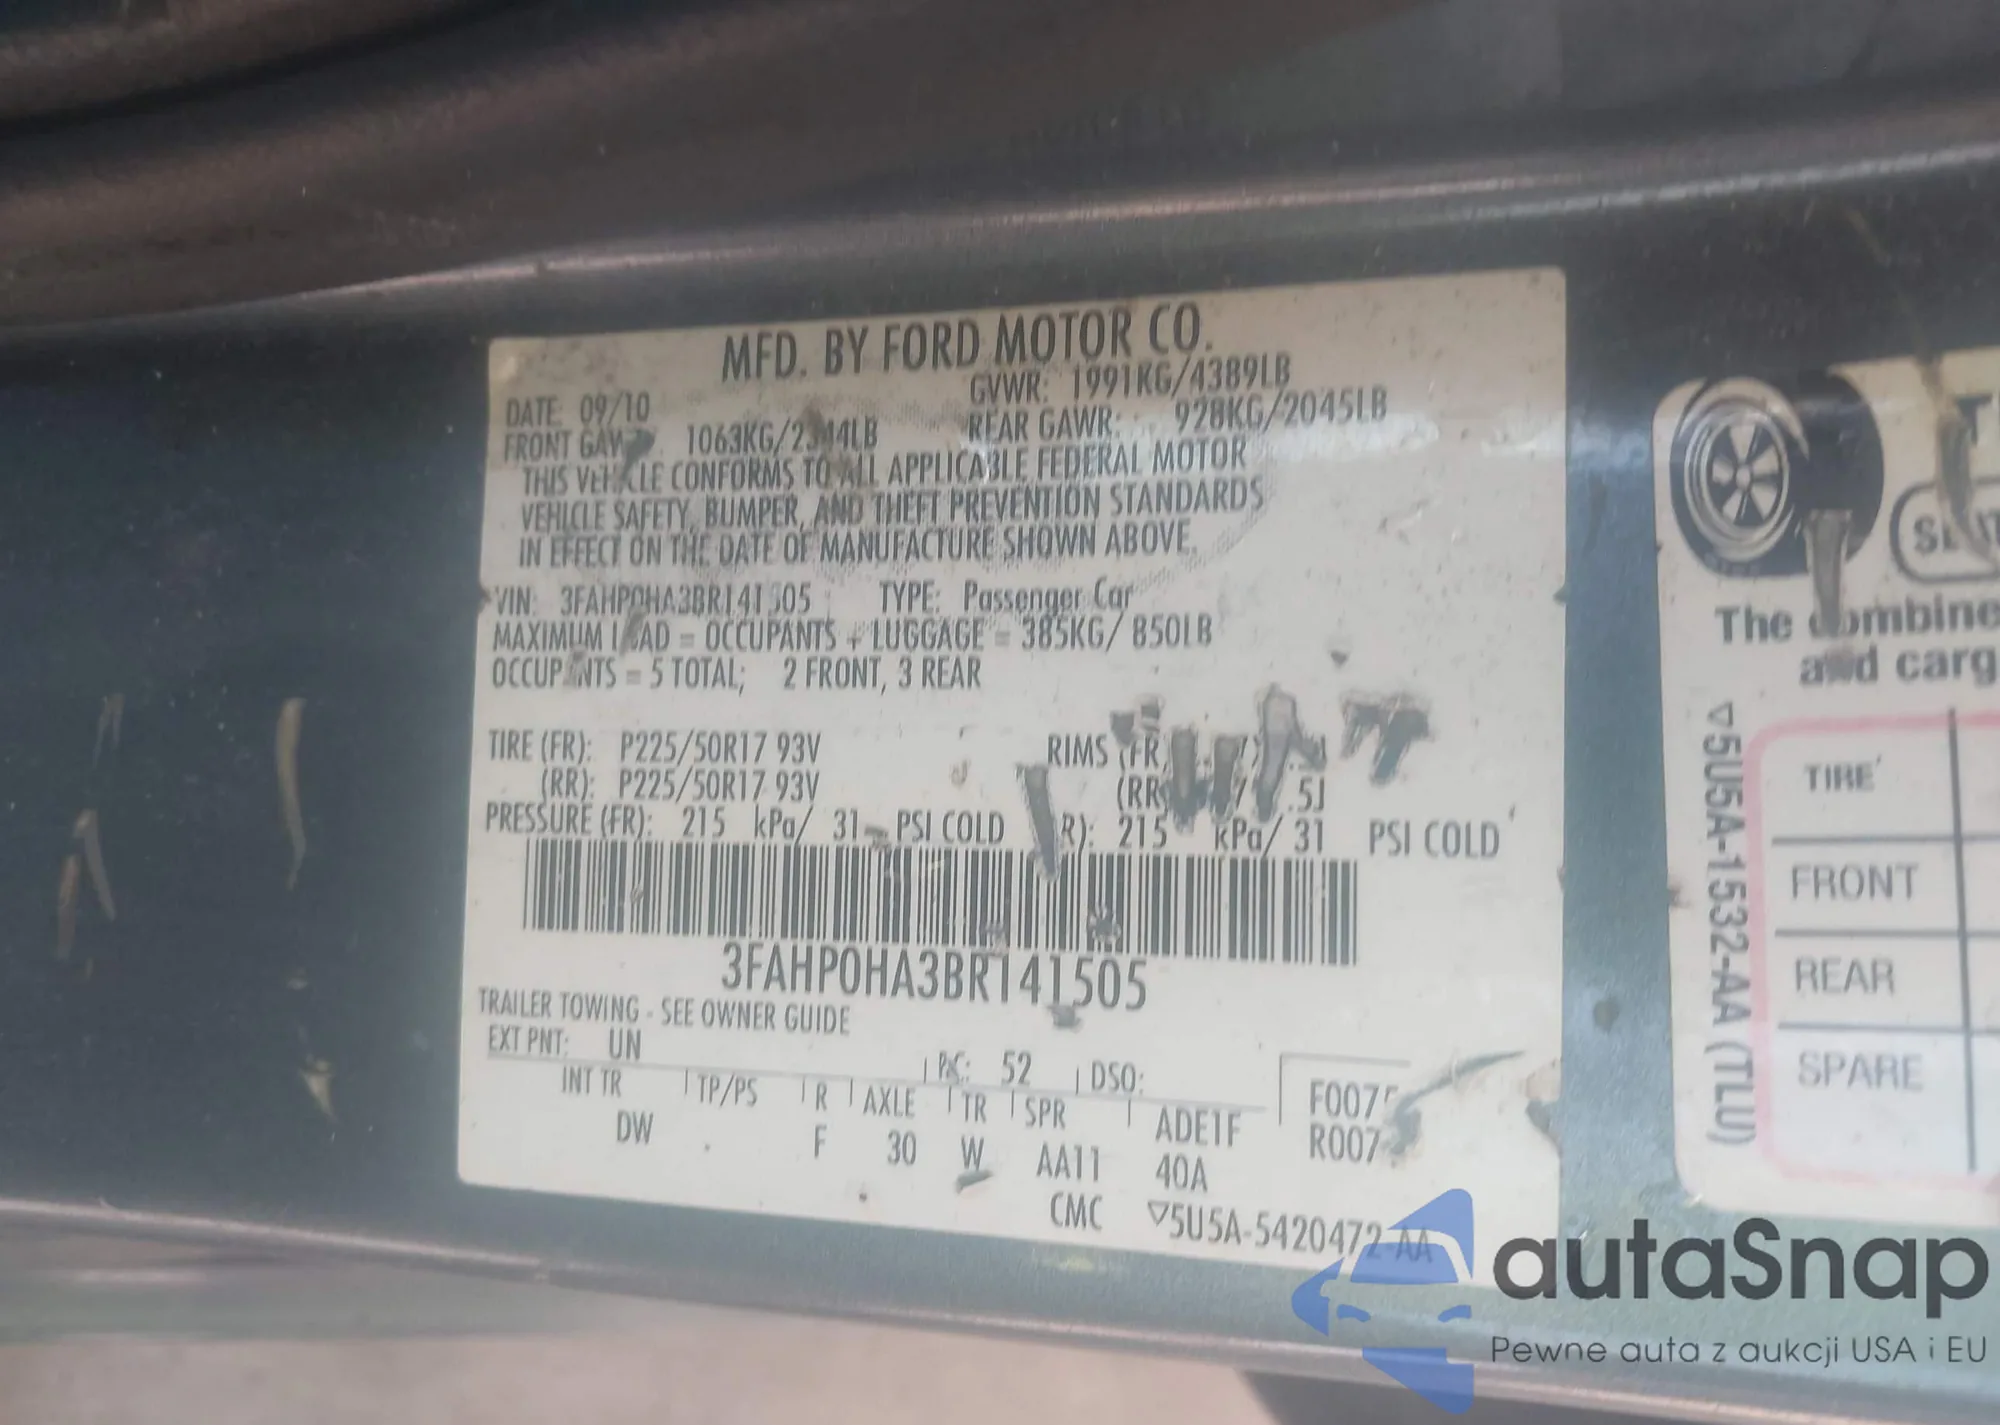 MFD. BY FORD MOTOR CO.
DATE: 09/10
GVWR: 1991KG/4389LB
FRONT 1063KG/2344LB
REAR GAWR: 928KG/2045LB
THIS VEHICLE CONFORMS TO ALL APPLICABLE FEDERAL MOTOR
VEHICLE SAFETY, BUMPER, AND THEFT PREVENTION STANDARDS
IN EFFECT ON THE DATE OF MANUFACTURE SHOWN ABOVE.
VIN: 3FAHP0HA3BR141505 TYPE: Passenger Car
MAXIMUM LOAD = OCCUPANTS + LUGGAGE = 385KG/ 850LB
OCCUPANTS = 5 TOTAL; 2 FRONT, 3 REAR
TIRE (FR): P225/50R17 93V
RIMS
(RR): P225/50R17 93V
PRESSURE (FR): 215 kPa/ 31 PSI COLD
215 kPa/ 31 PSI COLD
3FAHP0HA3BR141505
TRAILER TOWING - SEE OWNER GUIDE
EXT PNT: UN
52 DSO:
INT TR TP/PS R AXLE TR SPR
DW F 30 W AA11
ADE1F
40A
CMC ▽5U5A-5420472-AA
The
and
▽5U5A-1532-AA (TLU)
TIRE
FRONT
REAR
SPARE
autaSnap
Pewne auta z aukcji USA i EU